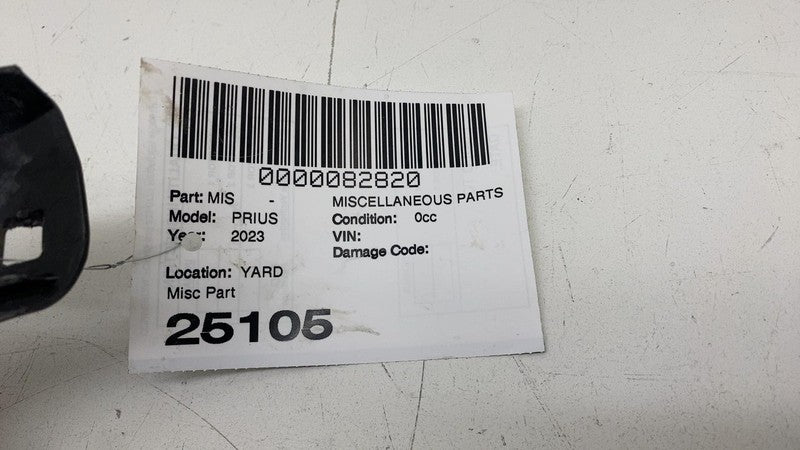 0000082820
Part: MIS - MISCELLANEOUS PARTS
Model: PRIUS Condition: 0cc
Year: 2023 VIN:
Damage Code:
Location: YARD
Misc Part
25105